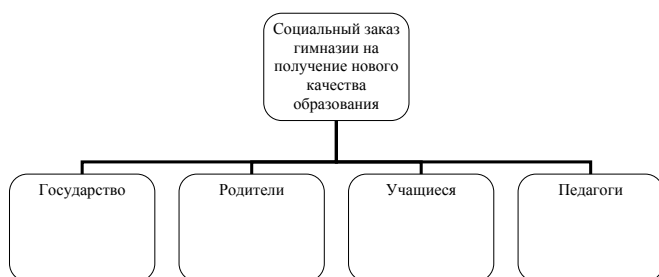 Социальный заказ
гимназии на
получение нового
качества
образования
Государство
Родители
Учащиеся
Педагоги